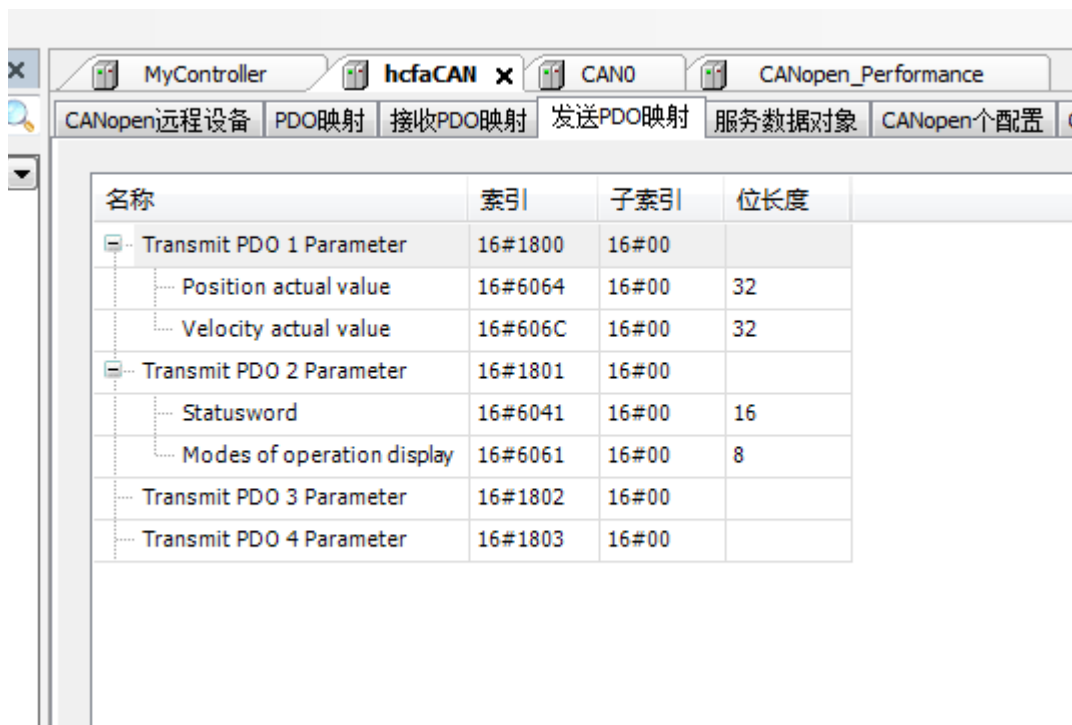 MyController hcfaCAN CAN0 CANopen_Performance
CANopen远程设备 PDO映射 接收PDO映射 发送PDO映射 服务数据对象 CANopen个配置
名称 索引 子索引 位长度
Transmit PDO 1 Parameter 16#1800 16#00
Position actual value 16#6064 16#00 32
Velocity actual value 16#606C 16#00 32
Transmit PDO 2 Parameter 16#1801 16#00
Statusword 16#6041 16#00 16
Modes of operation display 16#6061 16#00 8
Transmit PDO 3 Parameter 16#1802 16#00
Transmit PDO 4 Parameter 16#1803 16#00